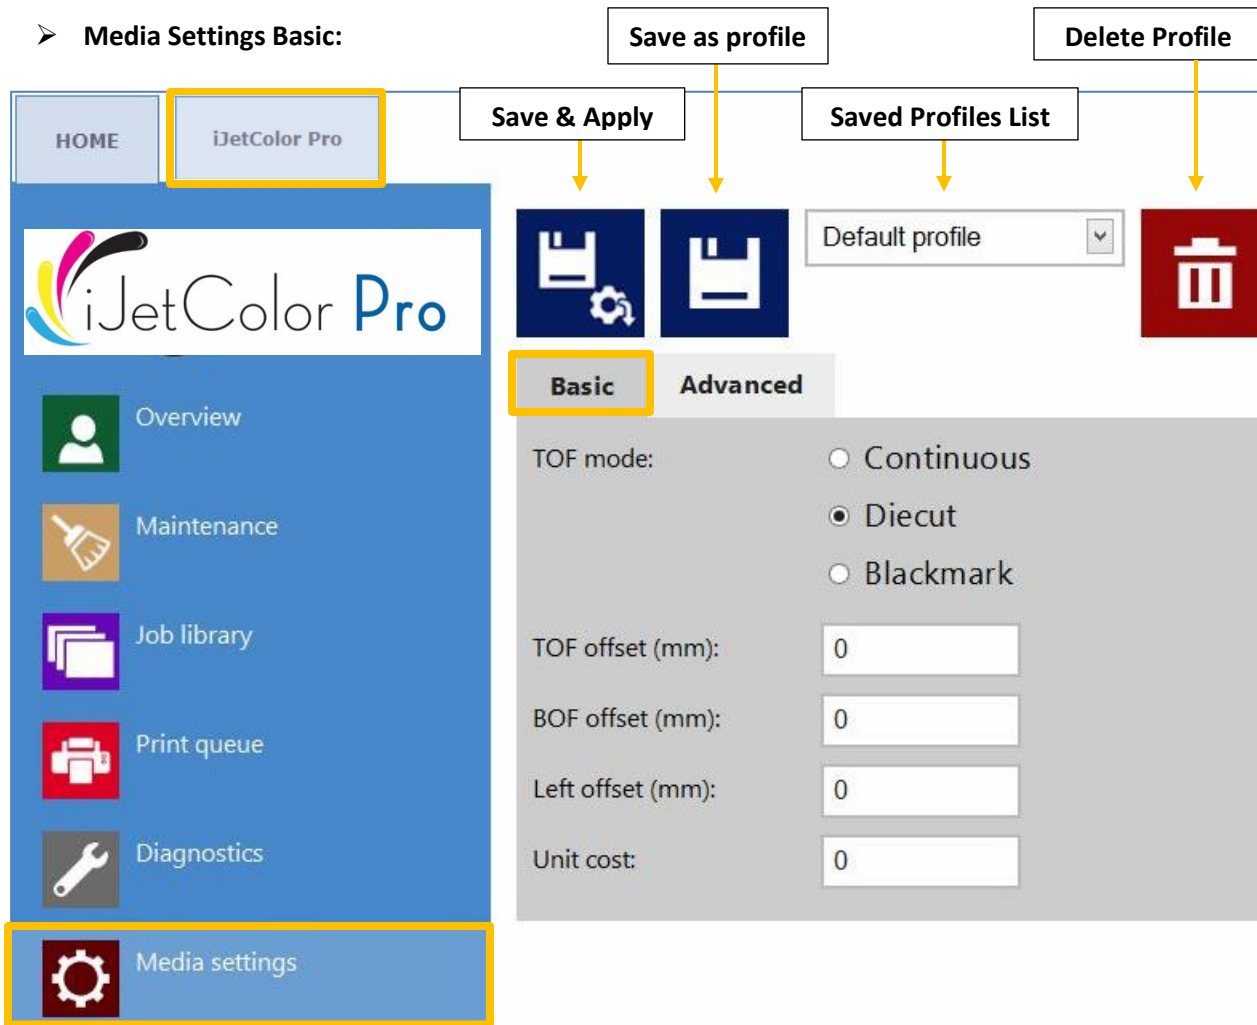 ➢ Media Settings Basic:
Save as profile
Delete Profile
Save & Apply
Saved Profiles List
HOME
iJetColor Pro
Default profile
iJetColor Pro
Basic
Advanced
Overview
Maintenance
Job library
Print queue
Diagnostics
Media settings
TOF mode:
Continuous
Diecut
Blackmark
TOF offset (mm):
0
BOF offset (mm):
0
Left offset (mm):
0
Unit cost:
0